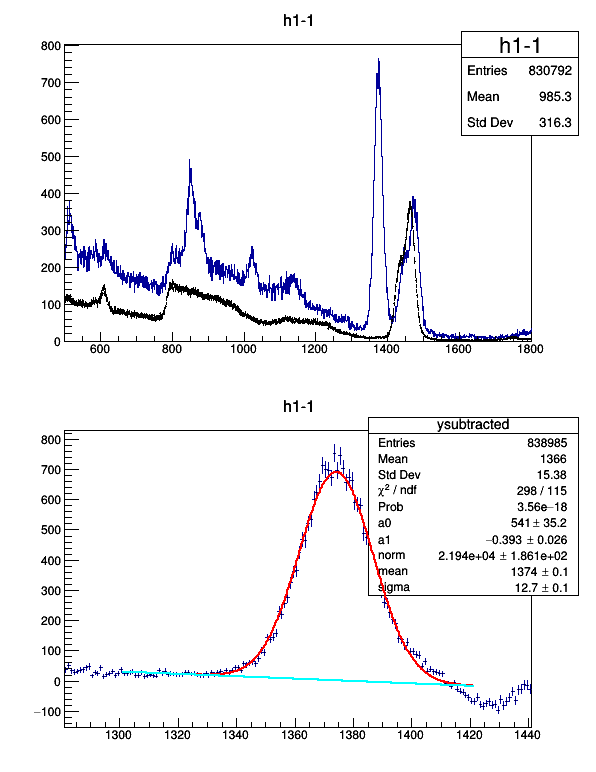 h1-1
h1-1
Entries 830792
Mean 985.3
Std Dev 316.3
800
700
600
500
400
300
200
100
0
600 800 1000 1200 1400 1600 1800
h1-1
ysubtracted
Entries 838985
Mean 1366
Std Dev 15.38
χ² / ndf 298 / 115
Prob 3.56e−18
a0 541 ± 35.2
a1 −0.393 ± 0.026
norm 2.194e+04 ± 1.861e+02
mean 1374 ± 0.1
sigma 12.7 ± 0.1
800
700
600
500
400
300
200
100
0
−100
1300 1320 1340 1360 1380 1400 1420 1440